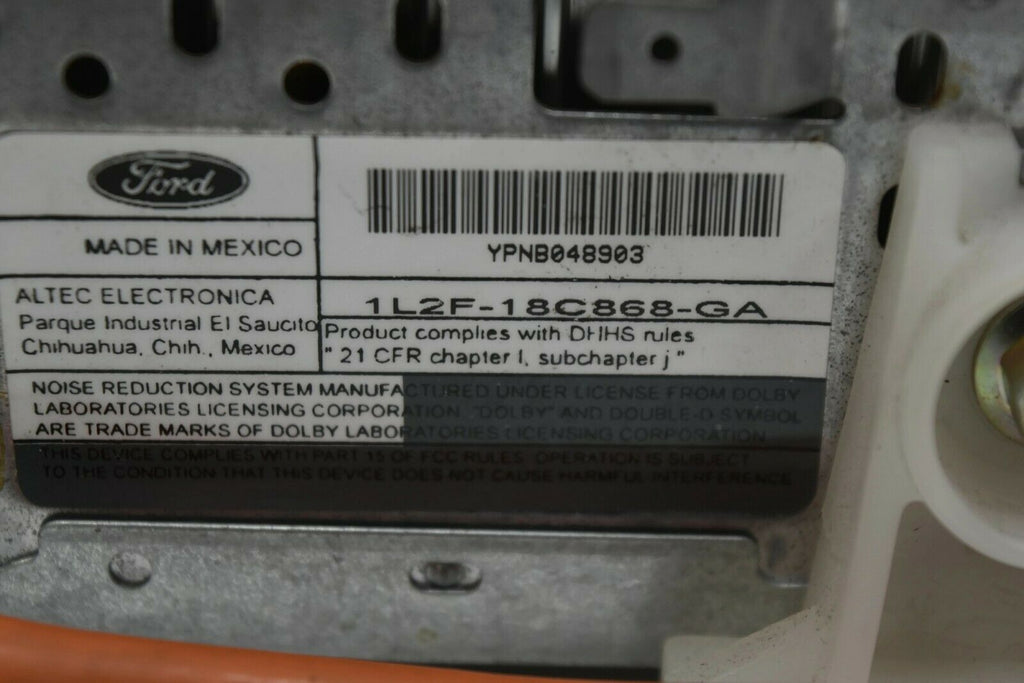 Ford
MADE IN MEXICO
YPNB048903
ALTEC ELECTRONICA
Parque Industrial El Saucito
Chihuahua, Chih., Mexico
1L2F-18C868-GA
Product complies with DHHS rules
" 21 CFR chapter I, subchapter j "
NOISE REDUCTION SYSTEM MANUFACTURED UNDER LICENSE FROM DOLBY
LABORATORIES LICENSING CORPORATION, "DOLBY" AND DOUBLE-D SYMBOL
ARE TRADE MARKS OF DOLBY LABORATORIES LICENSING CORPORATION
THIS DEVICE COMPLIES WITH PART 15 OF FCC RULES. OPERATION IS SUBJECT
TO THE CONDITION THAT THIS DEVICE DOES NOT CAUSE HARMFUL INTERFERENCE